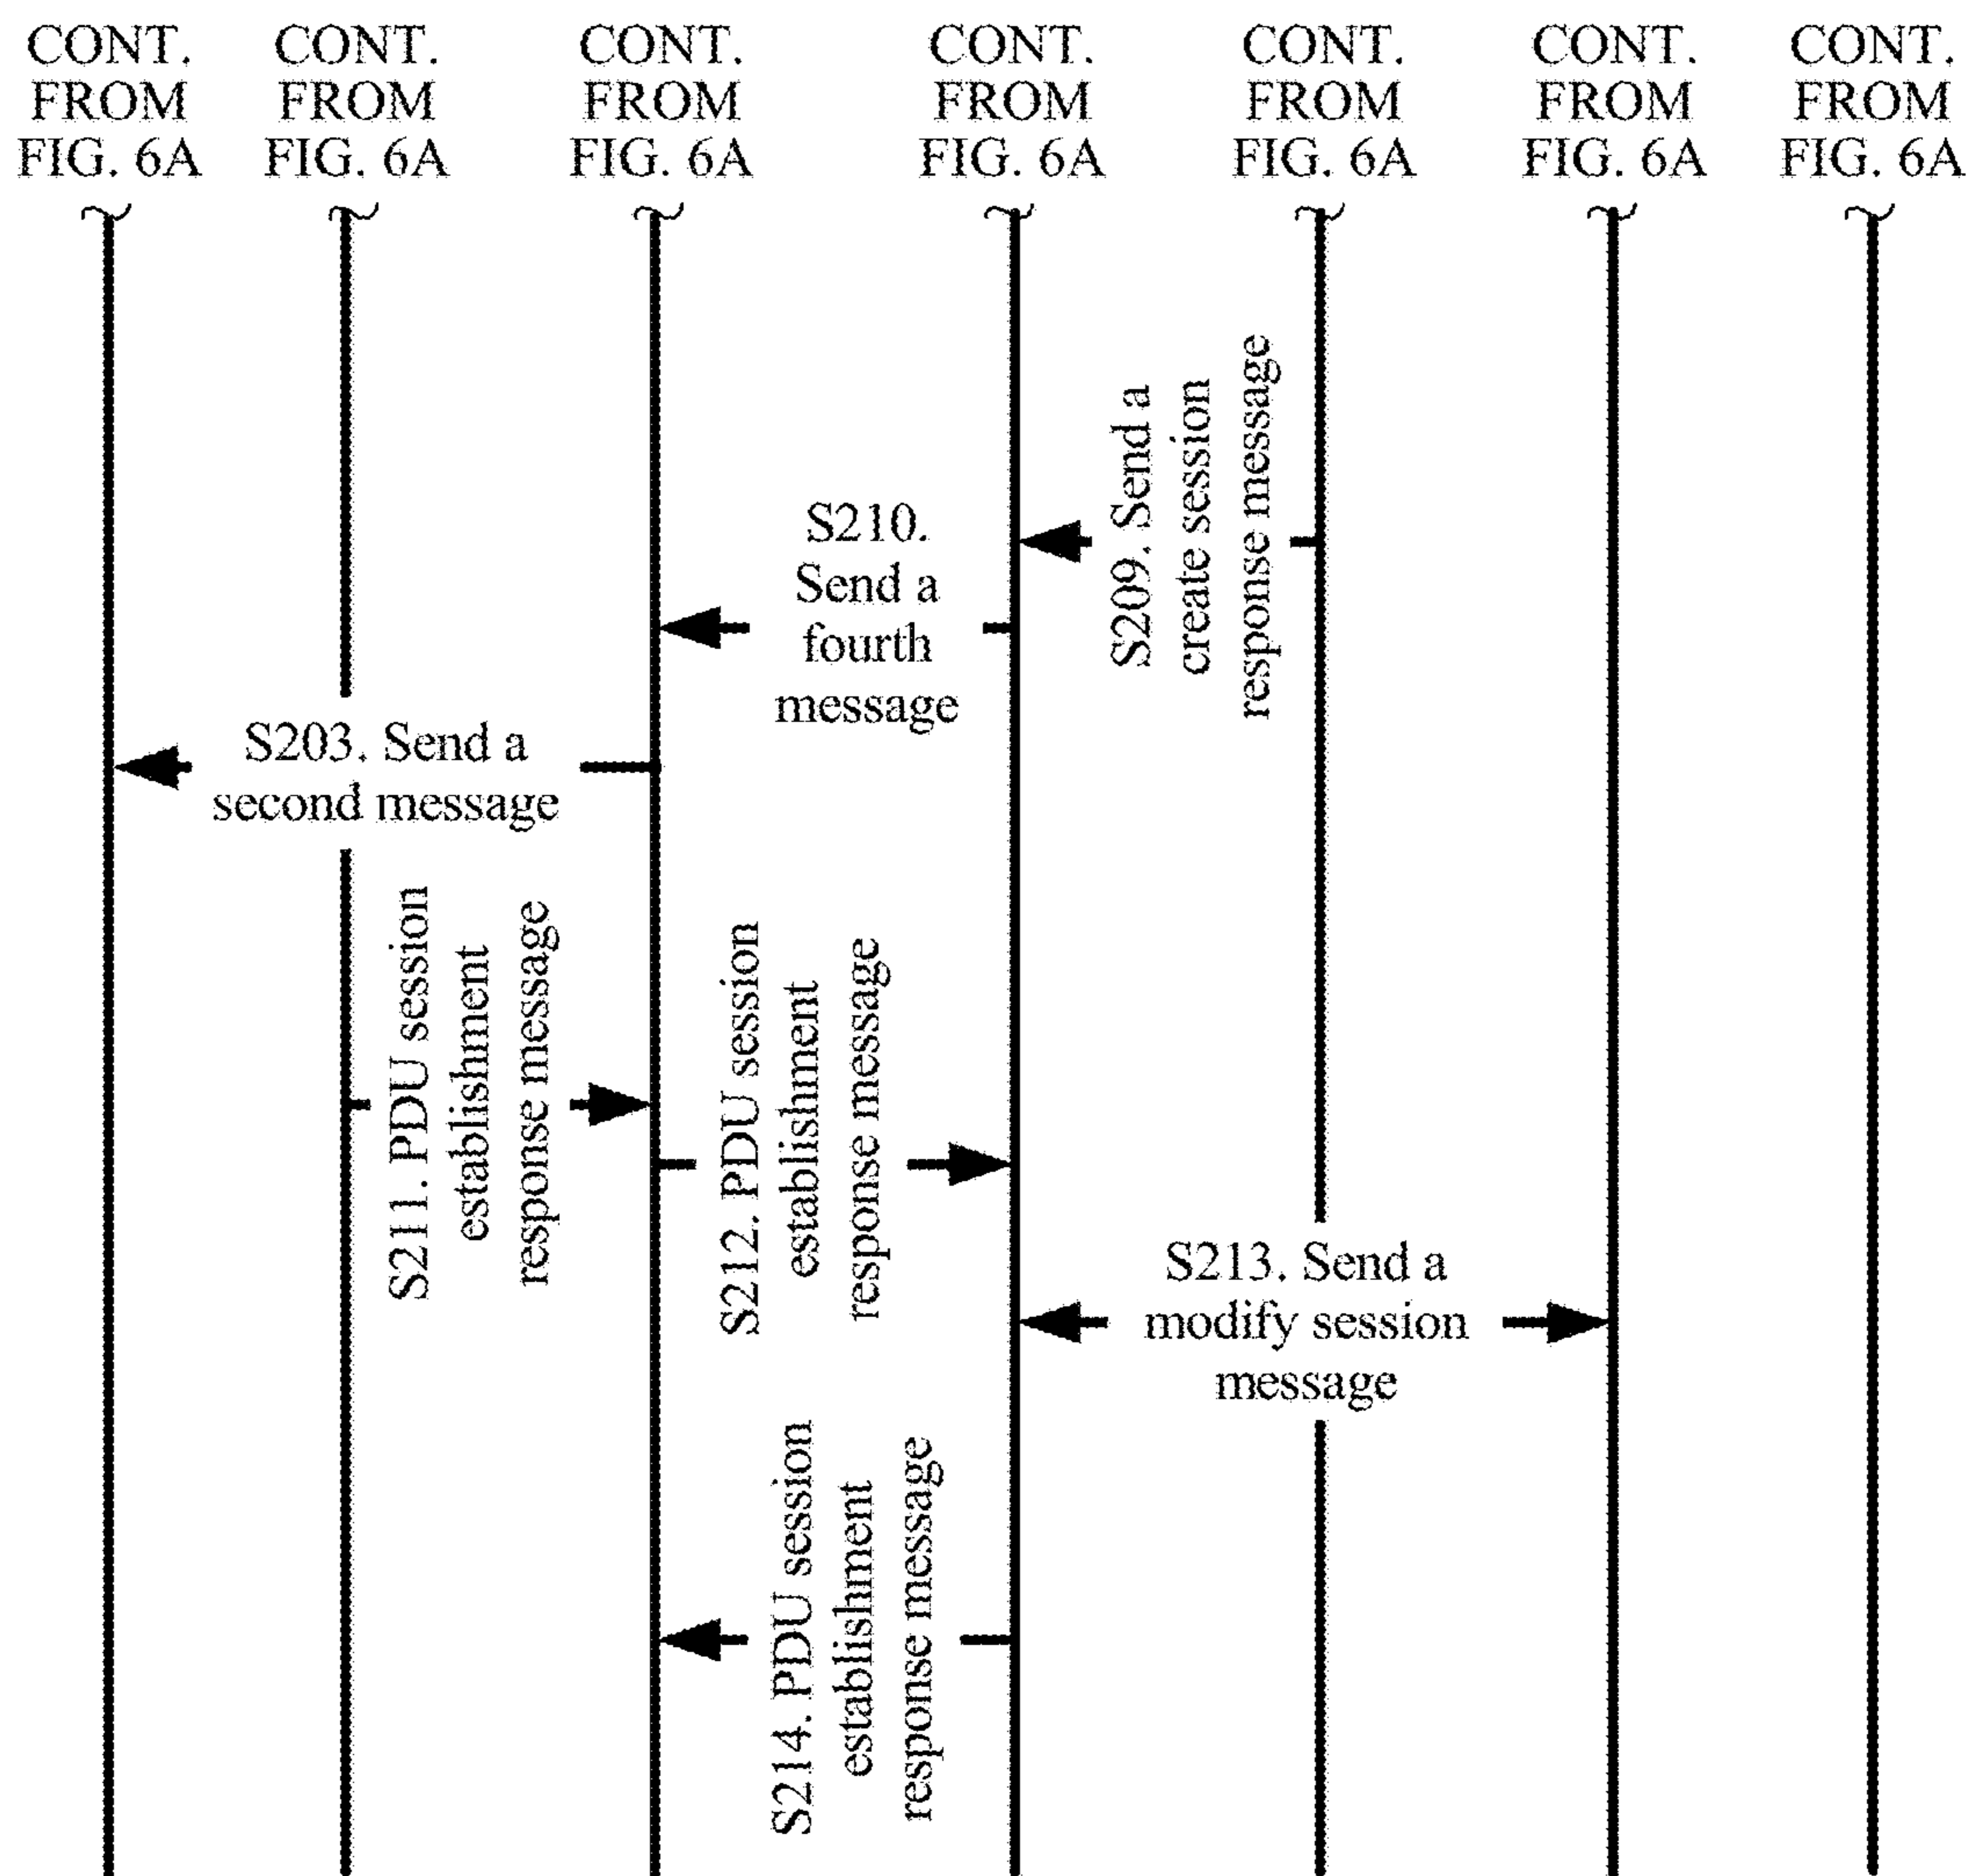 CONT.
FROM
FIG. 6A
CONT.
FROM
FIG. 6A
CONT.
FROM
FIG. 6A
CONT.
FROM
FIG. 6A
CONT.
FROM
FIG. 6A
CONT.
FROM
FIG. 6A
CONT.
FROM
FIG. 6A
S209. Send a
create session
response message
S210.
Send a
fourth
message
S203. Send a
second message
S211. PDU session
establishment
response message
S212. PDU session
establishment
response message
S213. Send a
modify session
message
S214. PDU session
establishment
response message